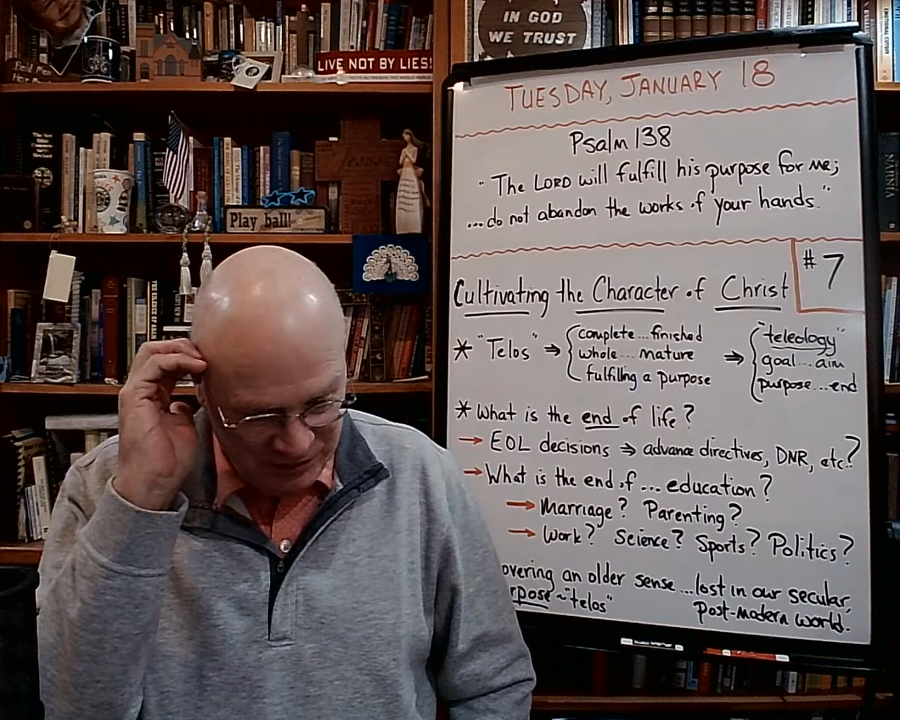 IN GOD
WE TRUST
LIVE NOT BY LIES!
Play ball!
NARNIA
TUESDAY, JANUARY 18
Psalm 138
"The LORD will fulfill his purpose for me;
...do not abandon the works of your hands."
Cultivating the Character of Christ
#7
* "Telos" ⇒ complete...finished ⇒ "teleology"
whole...mature goal...aim
fulfilling a purpose purpose...end
* What is the end of life?
→ EOL decisions ⇒ advance directives, DNR, etc?
→ What is the end of... education?
→ Marriage? Parenting?
→ Work? Science? Sports? Politics?
overing an older sense...lost in our secular,
rpose ~ "telos" post-modern world.